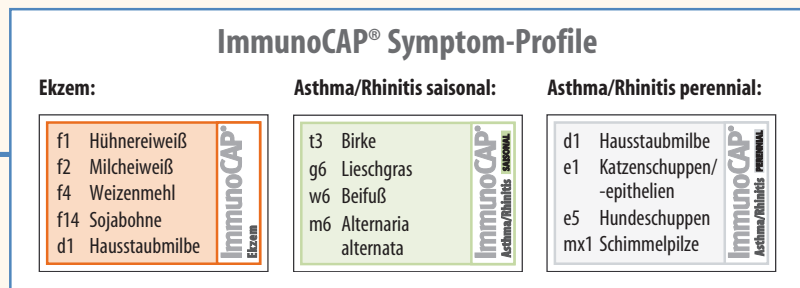 ImmunoCAP® Symptom-Profile
Ekzem:
f1 Hühnereiweiß
f2 Milcheiweiß
f4 Weizenmehl
f14 Sojabohne
d1 Hausstaubmilbe
ImmunoCAP®
Ekzem
Asthma/Rhinitis saisonal:
t3 Birke
g6 Lieschgras
w6 Beifuß
m6 Alternaria
alternata
ImmunoCAP®
Asthma/Rhinitis SAISONAL
Asthma/Rhinitis perennial:
d1 Hausstaubmilbe
e1 Katzenschuppen/
-epithelien
e5 Hundeschuppen
mx1 Schimmelpilze
ImmunoCAP®
Asthma/Rhinitis PERENNIAL